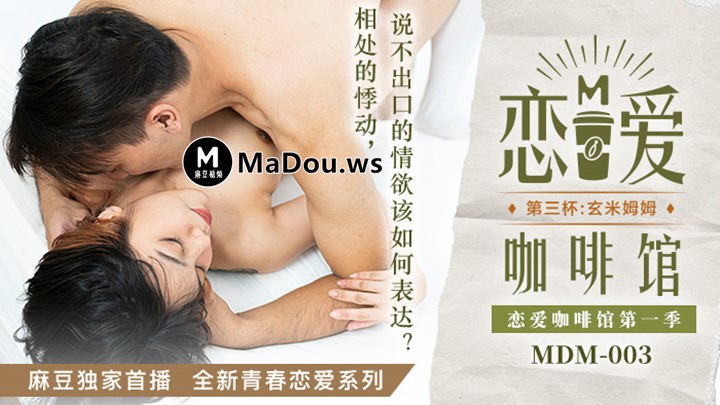 说不出口的情欲该如何表达？
相处的悸动，
M
麻豆视频
MaDou.ws
M
恋爱
第三杯:玄米姆姆
咖啡馆
恋爱咖啡馆第一季
MDM-003
麻豆独家首播 全新青春恋爱系列